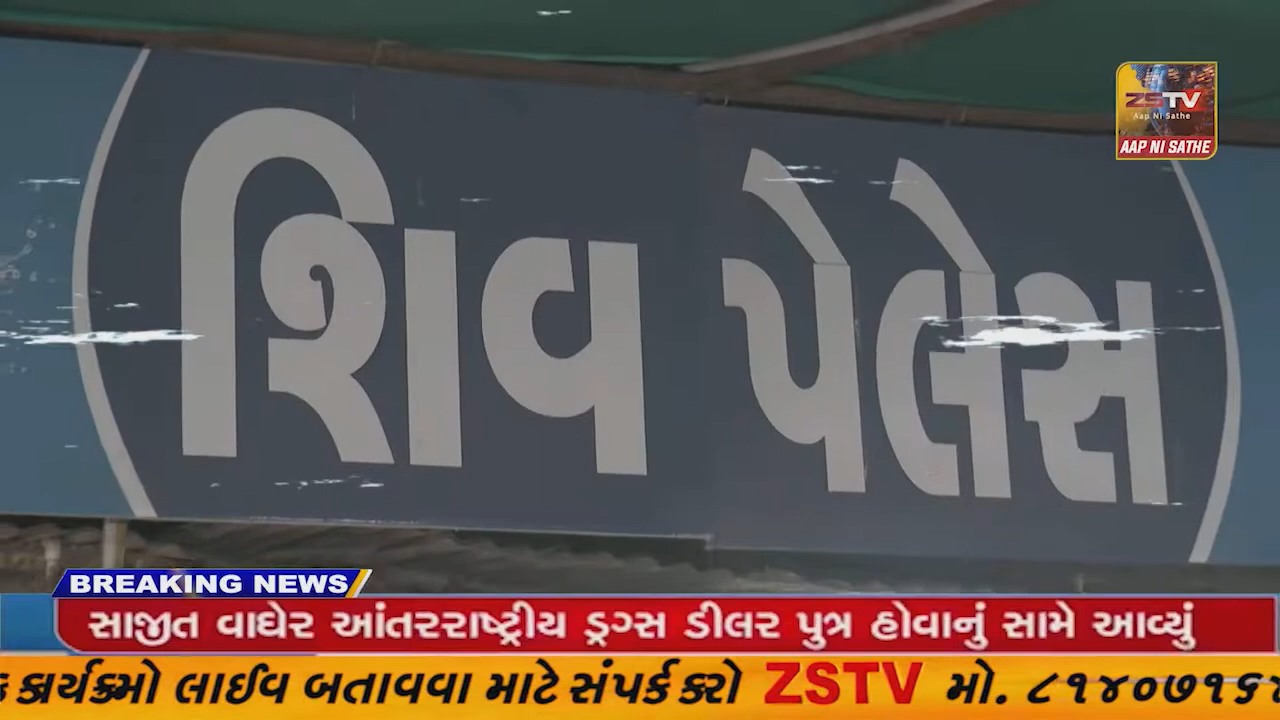 ZSTV
Aap Ni Sathe
AAP NI SATHE
શિવ પેલેસ
BREAKING NEWS
સાજીત વાઘેર આંતરરાષ્ટ્રીય ડ્રગ્સ ડીલર પુત્ર હોવાનું સામે આવ્યું
કાર્યક્રમો લાઈવ બતાવવા માટે સંપર્ક કરો ZSTV મો. ૮૧૪૦૭૧૬